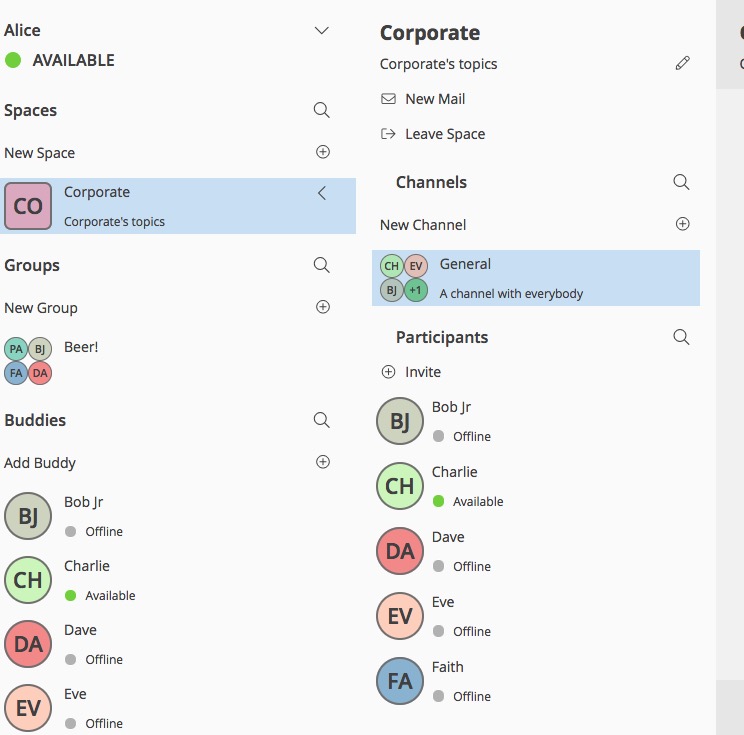 Alice
AVAILABLE
Spaces
New Space
CO
Corporate
Corporate's topics
Groups
New Group
PA BJ
FA DA
Beer!
Buddies
Add Buddy
BJ
Bob Jr
Offline
CH
Charlie
Available
DA
Dave
Offline
EV
Eve
Offline
Corporate
Corporate's topics
New Mail
Leave Space
Channels
New Channel
CH EV
BJ +1
General
A channel with everybody
Participants
Invite
BJ
Bob Jr
Offline
CH
Charlie
Available
DA
Dave
Offline
EV
Eve
Offline
FA
Faith
Offline